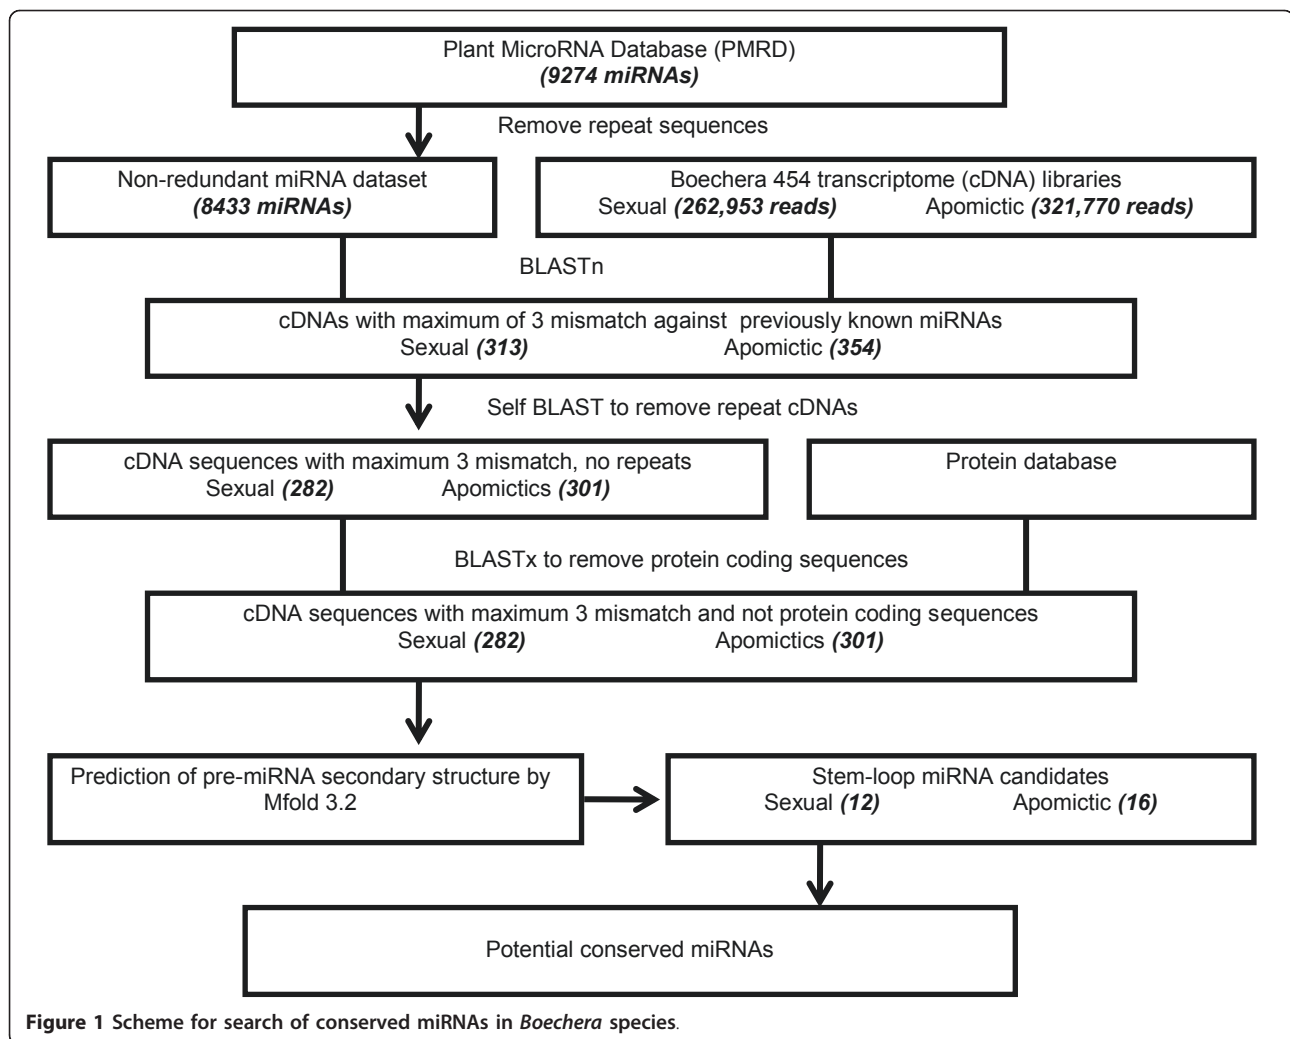 Plant MicroRNA Database (PMRD)
(9274 miRNAs)
Remove repeat sequences
Non-redundant miRNA dataset
(8433 miRNAs)
Boechera 454 transcriptome (cDNA) libraries
Sexual (262,953 reads) Apomictic (321,770 reads)
BLASTn
cDNAs with maximum of 3 mismatch against previously known miRNAs
Sexual (313) Apomictic (354)
Self BLAST to remove repeat cDNAs
cDNA sequences with maximum 3 mismatch, no repeats
Sexual (282) Apomictics (301)
Protein database
BLASTx to remove protein coding sequences
cDNA sequences with maximum 3 mismatch and not protein coding sequences
Sexual (282) Apomictics (301)
Prediction of pre-miRNA secondary structure by
Mfold 3.2
Stem-loop miRNA candidates
Sexual (12) Apomictic (16)
Potential conserved miRNAs
Figure 1 Scheme for search of conserved miRNAs in Boechera species.